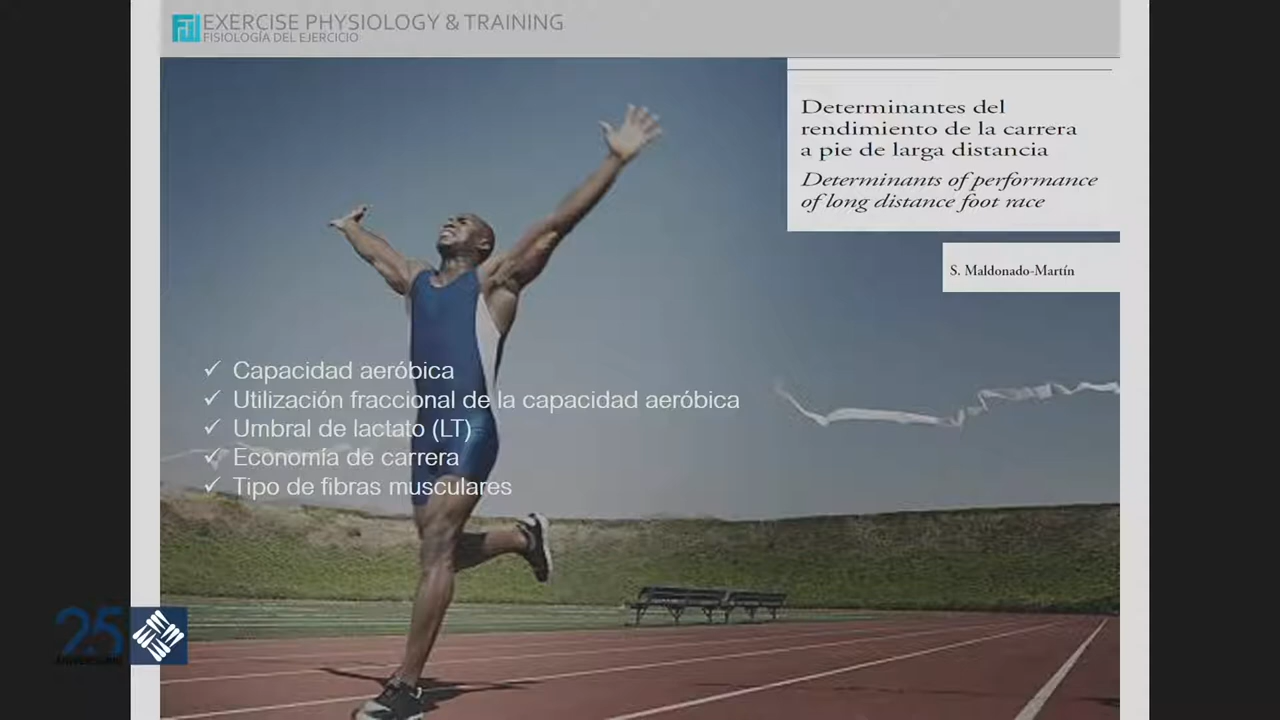 EXERCISE PHYSIOLOGY & TRAINING
FISIOLOGÍA DEL EJERCICIO
Determinantes del
rendimiento de la carrera
a pie de larga distancia
Determinants of performance
of long distance foot race
S. Maldonado-Martín
✓ Capacidad aeróbica
✓ Utilización fraccional de la capacidad aeróbica
✓ Umbral de lactato (LT)
✓ Economía de carrera
✓ Tipo de fibras musculares
25
ANIVERSARIO